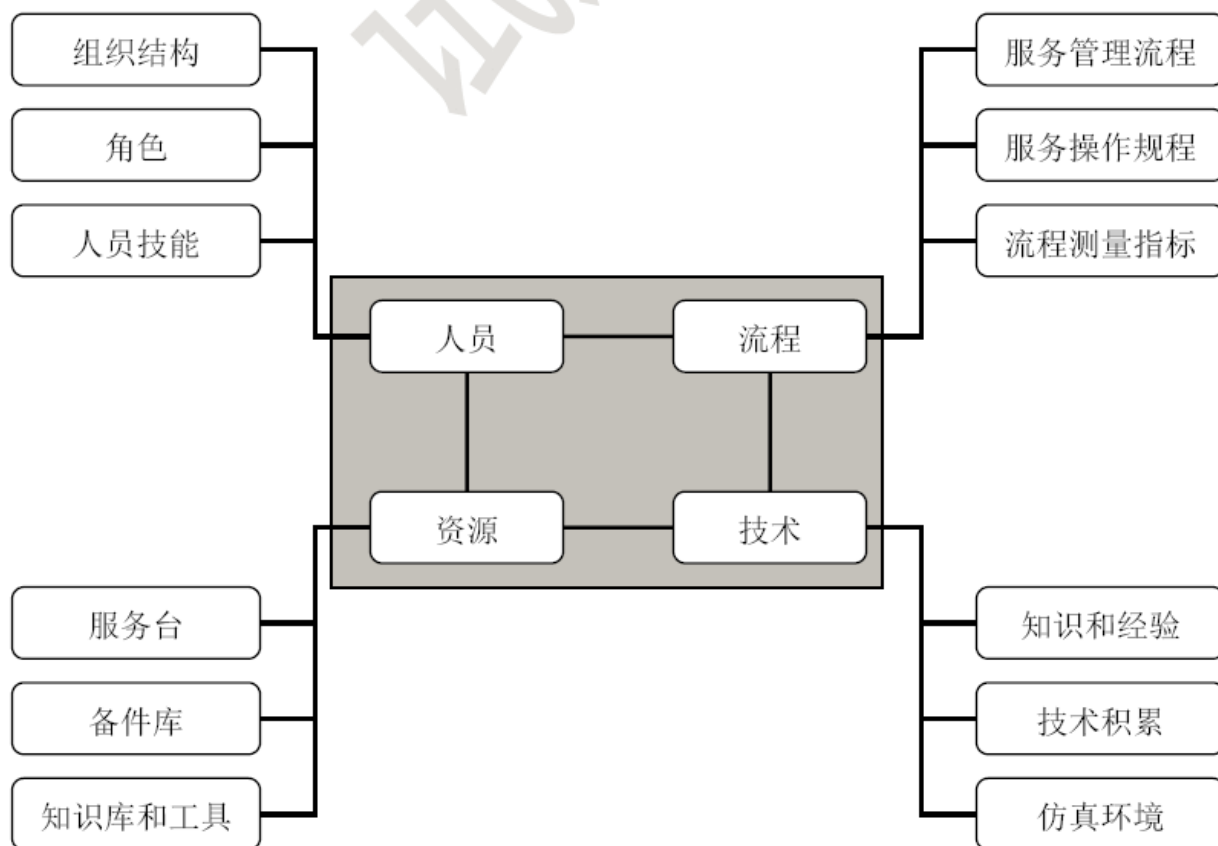 组织结构
服务管理流程
角色
服务操作规程
人员技能
流程测量指标
人员
流程
资源
技术
服务台
知识和经验
备件库
技术积累
知识库和工具
仿真环境